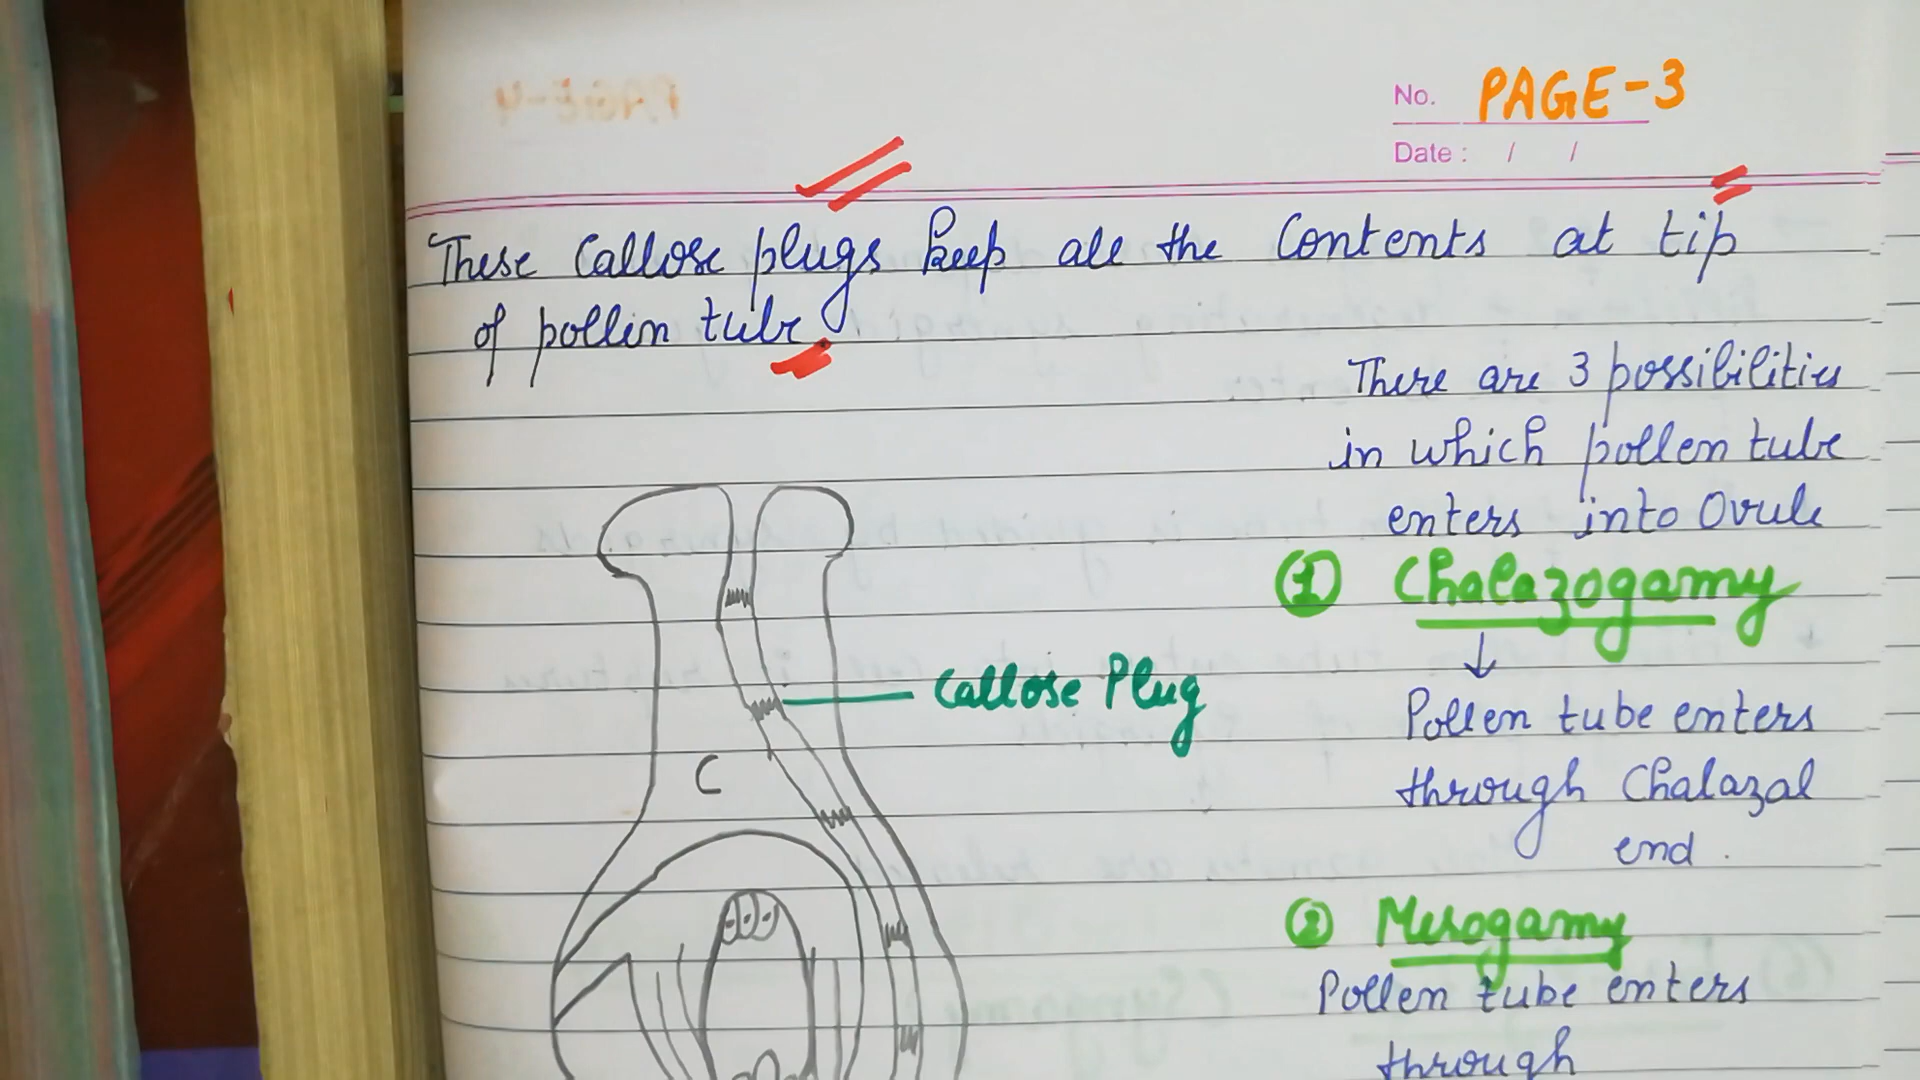 No. PAGE-3
Date : / /
These Callose plugs keep all the Contents at tip
of pollin tube.
There are 3 possibilities
in which pollen tube
enters into Ovule
① Chalazogamy
↓
Pollen tube enters
through Chalazal
end.
Callose Plug
C
② Mesogamy
Pollen tube enters
through